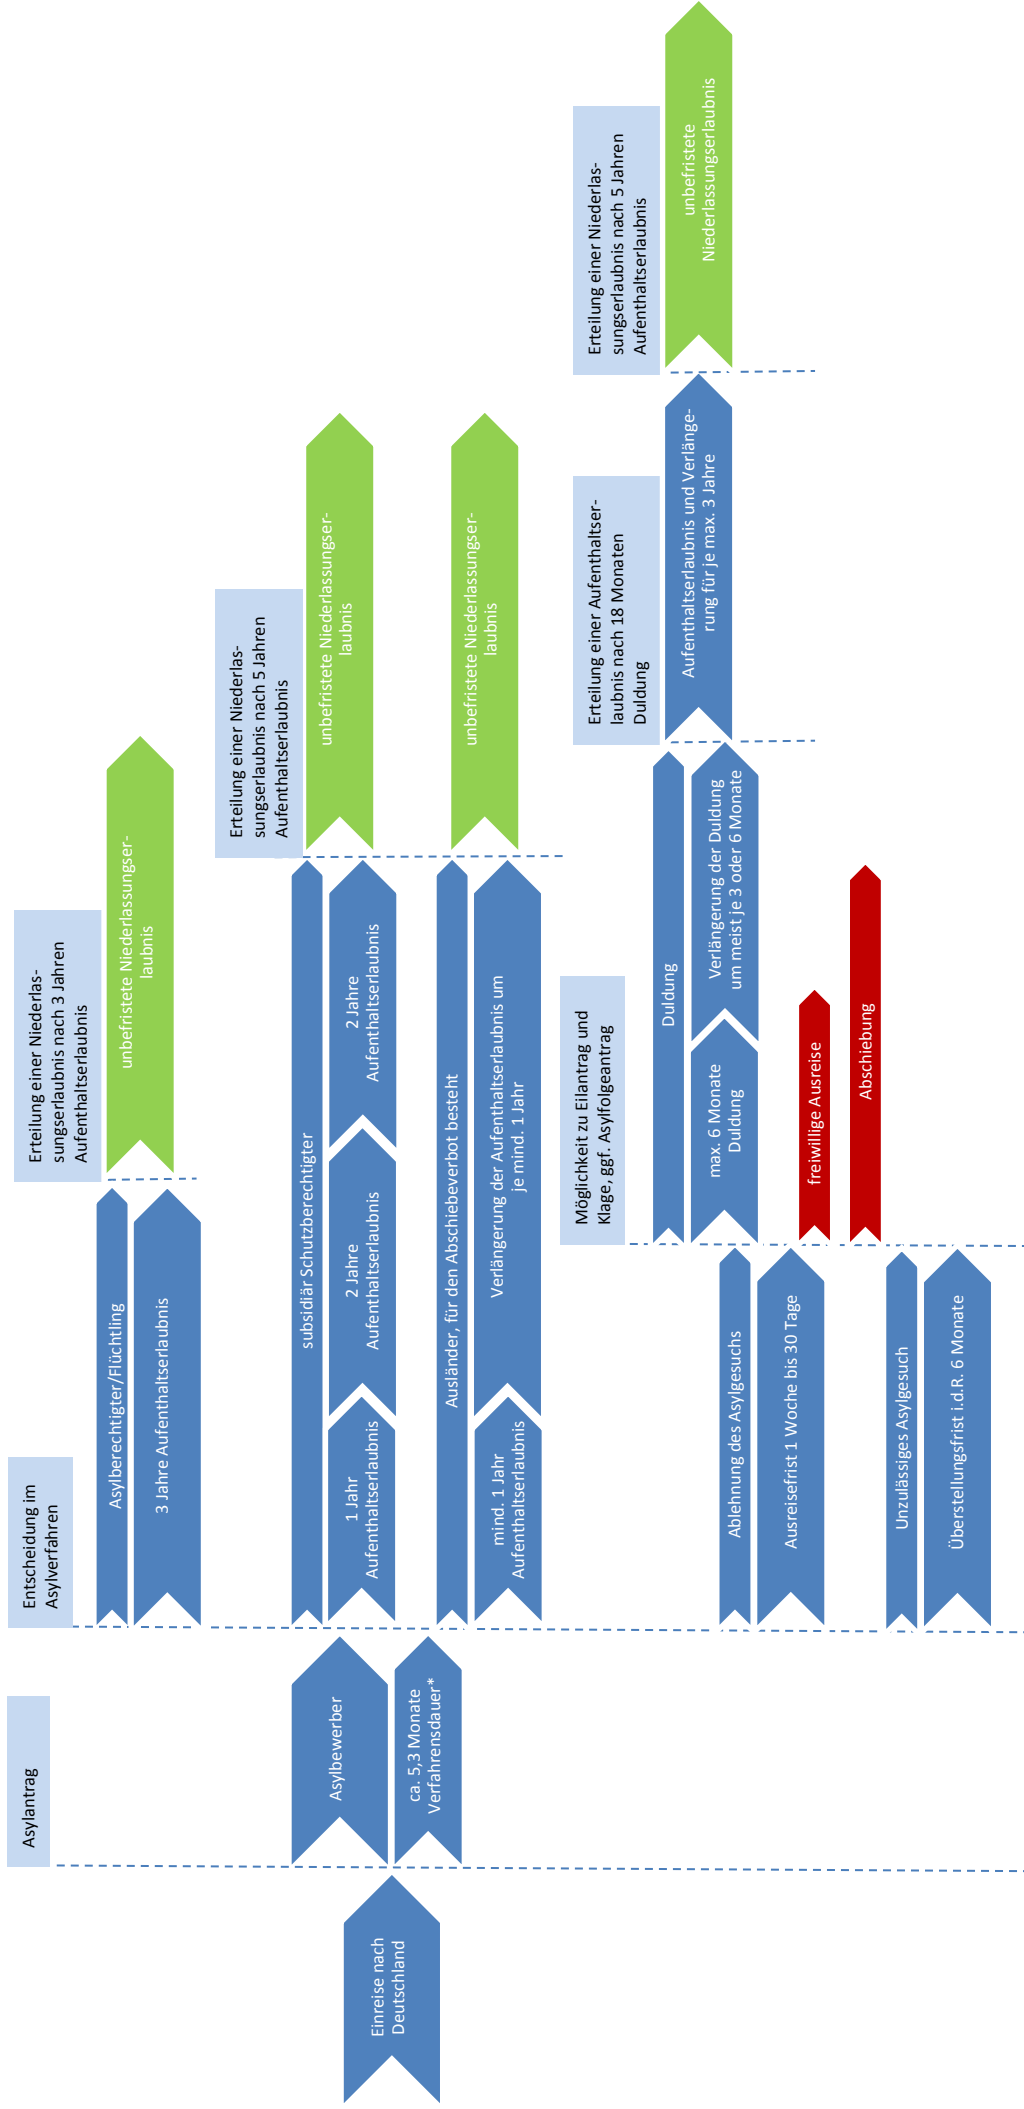 Einreise nach
Deutschland
Asylantrag
Asylbewerber
ca. 5,3 Monate
Verfahrensdauer*
Entscheidung im
Asylverfahren
Asylberechtigter/Flüchtling
3 Jahre Aufenthaltserlaubnis
Erteilung einer Niederlas-
sungserlaubnis nach 3 Jahren
Aufenthaltserlaubnis
unbefristete Niederlassungser-
laubnis
subsidiär Schutzberechtigter
1 Jahr
Aufenthaltserlaubnis
2 Jahre
Aufenthaltserlaubnis
2 Jahre
Aufenthaltserlaubnis
Erteilung einer Niederlas-
sungserlaubnis nach 5 Jahren
Aufenthaltserlaubnis
unbefristete Niederlassungser-
laubnis
Ausländer, für den Abschiebeverbot besteht
mind. 1 Jahr
Aufenthaltserlaubnis
Verlängerung der Aufenthaltserlaubnis um
je mind. 1 Jahr
unbefristete Niederlassungser-
laubnis
Ablehnung des Asylgesuchs
Ausreisefrist 1 Woche bis 30 Tage
Unzulässiges Asylgesuch
Überstellungsfrist i.d.R. 6 Monate
Möglichkeit zu Eilantrag und
Klage, ggf. Asylfolgeantrag
Duldung
max. 6 Monate
Duldung
Verlängerung der Duldung
um meist je 3 oder 6 Monate
freiwillige Ausreise
Abschiebung
Erteilung einer Aufenthaltser-
laubnis nach 18 Monaten
Duldung
Aufenthaltserlaubnis und Verlänge-
rung für je max. 3 Jahre
Erteilung einer Niederlas-
sungserlaubnis nach 5 Jahren
Aufenthaltserlaubnis
unbefristete
Niederlassungserlaubnis